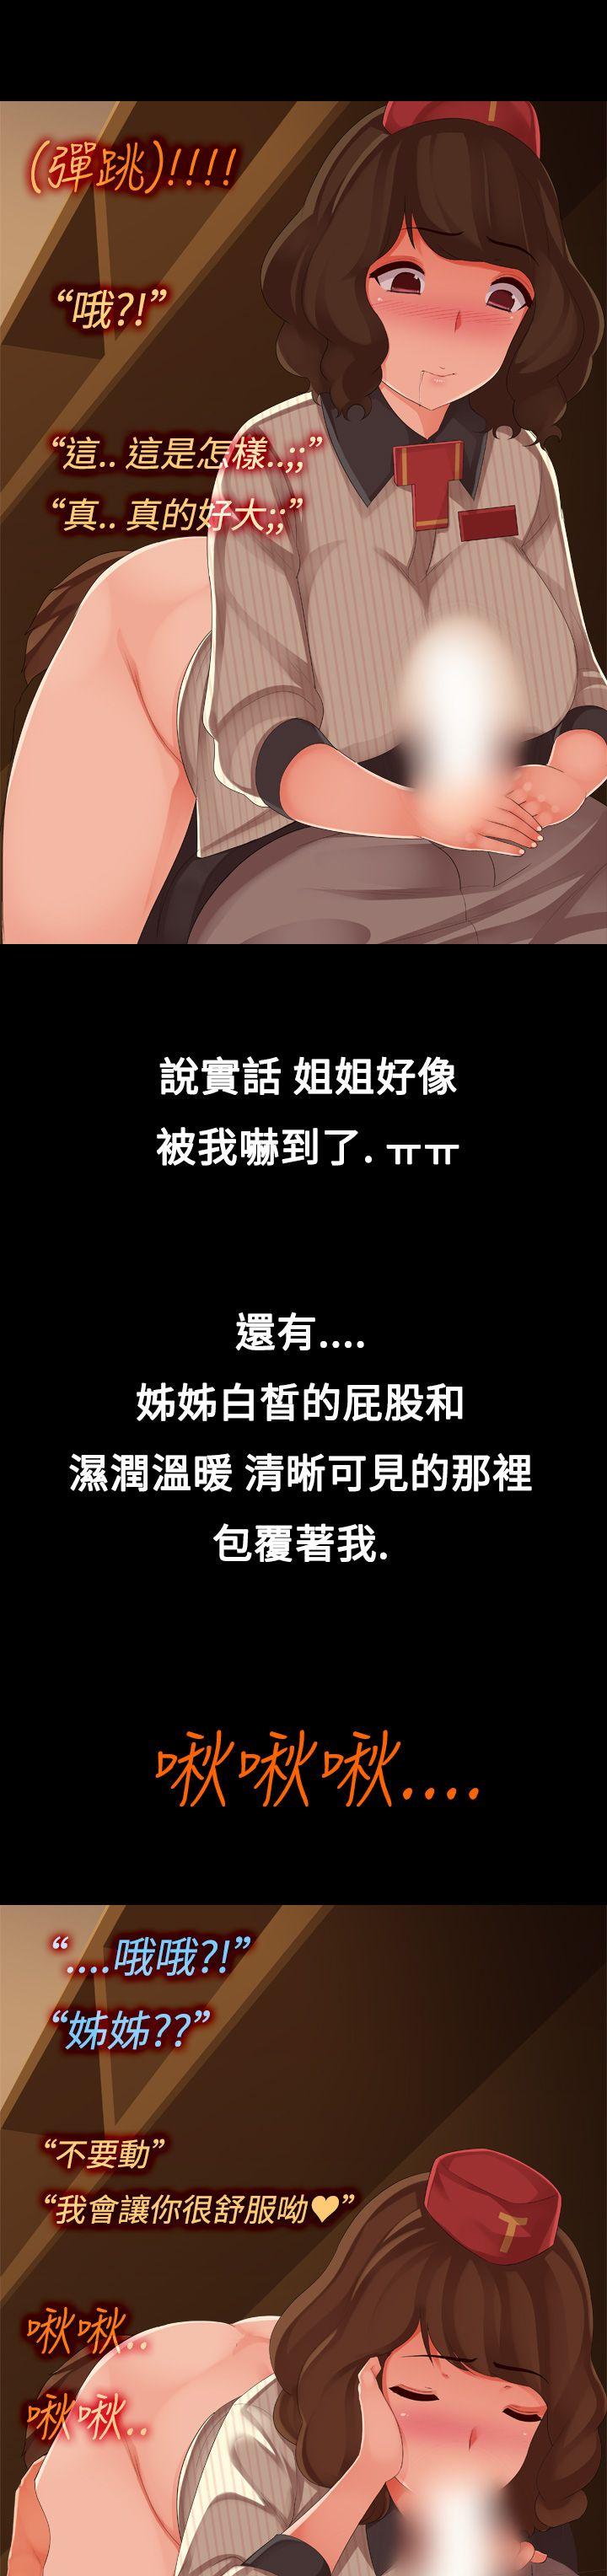 (彈跳)!!!!
“哦?!”
“這.. 這是怎樣..;;”
“真.. 真的好大;;”
說實話 姐姐好像
被我嚇到了. ㅠㅠ
還有....
姊姊白皙的屁股和
濕潤溫暖 清晰可見的那裡
包覆著我.
啾啾啾....
“....哦哦?!”
“姊姊??”
“不要動”
“我會讓你很舒服呦♥”
T
啾啾..
啾啾..